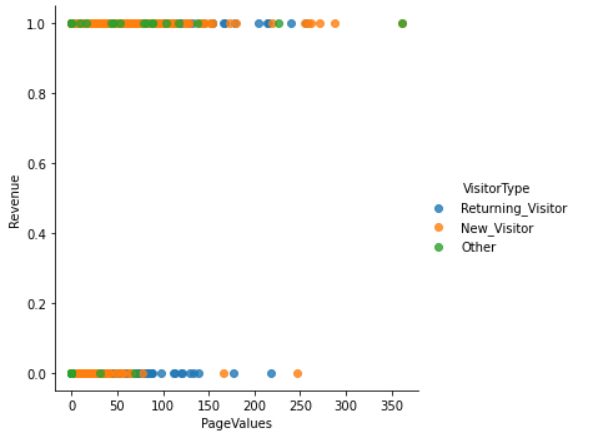 1.0
0.8
0.6
0.4
0.2
0.0
Revenue
0 50 100 150 200 250 300 350
PageValues
VisitorType
Returning_Visitor
New_Visitor
Other